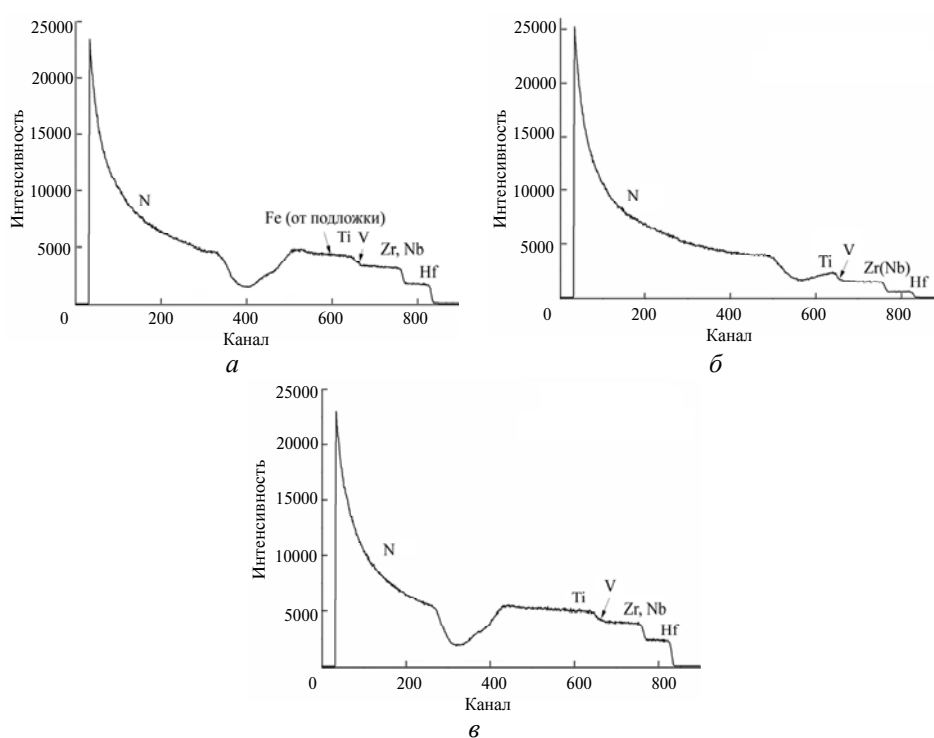 25000
20000
15000
10000
5000
0
200
400
600
800
Интенсивность
Канал
N
Fe (от подложки)
Ti V
Zr, Nb
Hf
а
25000
20000
15000
10000
5000
0
200
400
600
800
Интенсивность
Канал
N
Ti
V
Zr(Nb)
Hf
б
25000
20000
15000
10000
5000
0
200
400
600
800
Интенсивность
Канал
N
Ti
V
Zr, Nb
Hf
в